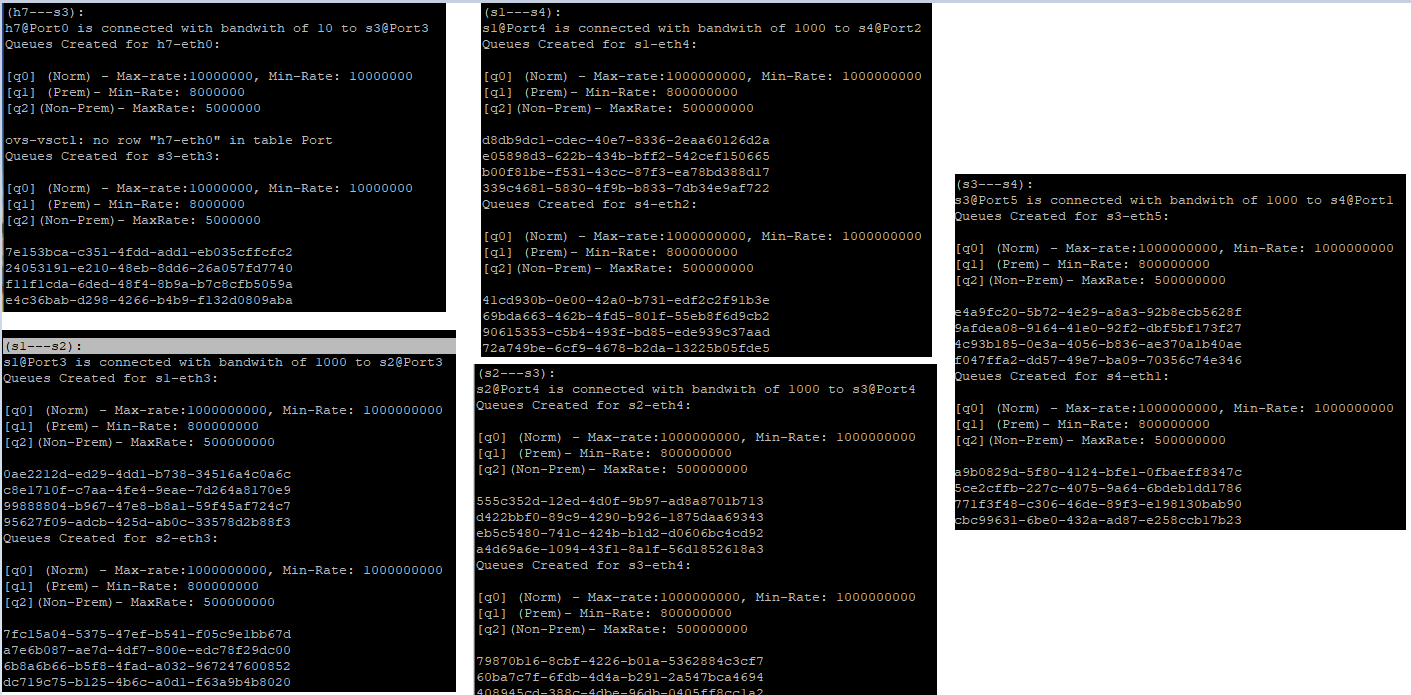 (h7---s3):
h7@Port0 is connected with bandwith of 10 to s3@Port3
Queues Created for h7-eth0:
[q0] (Norm) - Max-rate:10000000, Min-Rate: 10000000
[q1] (Prem)- Min-Rate: 8000000
[q2](Non-Prem)- MaxRate: 5000000
ovs-vsctl: no row "h7-eth0" in table Port
Queues Created for s3-eth3:
[q0] (Norm) - Max-rate:10000000, Min-Rate: 10000000
[q1] (Prem)- Min-Rate: 8000000
[q2](Non-Prem)- MaxRate: 5000000
7e153bca-c351-4fdd-add1-eb035cffcfc2
24053191-e210-48eb-8dd6-26a057fd7740
f11f1cda-6ded-48f4-8b9a-b7c8cfb5059a
e4c36bab-d298-4266-b4b9-f132d0809aba
(s1---s2):
s1@Port3 is connected with bandwith of 1000 to s2@Port3
Queues Created for s1-eth3:
[q0] (Norm) - Max-rate:1000000000, Min-Rate: 1000000000
[q1] (Prem)- Min-Rate: 800000000
[q2](Non-Prem)- MaxRate: 500000000
0ae2212d-ed29-4dd1-b738-34516a4c0a6c
c8e1710f-c7aa-4fe4-9eae-7d264a8170e9
99888804-b967-47e8-b8a1-59f45af724c7
95627f09-adcb-425d-ab0c-33578d2b88f3
Queues Created for s2-eth3:
[q0] (Norm) - Max-rate:1000000000, Min-Rate: 1000000000
[q1] (Prem)- Min-Rate: 800000000
[q2](Non-Prem)- MaxRate: 500000000
7fc15a04-5375-47ef-b541-f05c9e1bb67d
a7e6b087-ae7d-4df7-800e-edc78f29dc00
6b8a6b66-b5f8-4fad-a032-967247600852
dc719c75-b125-4b6c-a0d1-f63a9b4b8020
(s1---s4):
s1@Port4 is connected with bandwith of 1000 to s4@Port2
Queues Created for s1-eth4:
[q0] (Norm) - Max-rate:1000000000, Min-Rate: 1000000000
[q1] (Prem)- Min-Rate: 800000000
[q2](Non-Prem)- MaxRate: 500000000
d8db9dc1-cdec-40e7-8336-2eaa60126d2a
e05898d3-622b-434b-bff2-542cef150665
b00f81be-f531-43cc-87f3-ea78bd388d17
339c4681-5830-4f9b-b833-7db34e9af722
Queues Created for s4-eth2:
[q0] (Norm) - Max-rate:1000000000, Min-Rate: 1000000000
[q1] (Prem)- Min-Rate: 800000000
[q2](Non-Prem)- MaxRate: 500000000
41cd930b-0e00-42a0-b731-edf2c2f91b3e
69bda663-462b-4fd5-801f-55eb8f6d9cb2
90615353-c5b4-493f-bd85-ede939c37aad
72a749be-6cf9-4678-b2da-13225b05fde5
(s2---s3):
s2@Port4 is connected with bandwith of 1000 to s3@Port4
Queues Created for s2-eth4:
[q0] (Norm) - Max-rate:1000000000, Min-Rate: 1000000000
[q1] (Prem)- Min-Rate: 800000000
[q2](Non-Prem)- MaxRate: 500000000
555c352d-12ed-4d0f-9b97-ad8a8701b713
d422bbf0-89c9-4290-b926-1875daa69343
eb5c5480-741c-424b-b1d2-d0606bc4cd92
a4d69a6e-1094-43f1-8a1f-56d1852618a3
Queues Created for s3-eth4:
[q0] (Norm) - Max-rate:1000000000, Min-Rate: 1000000000
[q1] (Prem)- Min-Rate: 800000000
[q2](Non-Prem)- MaxRate: 500000000
79870b16-8cbf-4226-b01a-5362884c3cf7
60ba7c7f-6fdb-4d4a-b291-2a547bca4694
408945cd-388c-4dbe-96db-0405ff8cc1a2
(s3---s4):
s3@Port5 is connected with bandwith of 1000 to s4@Port1
Queues Created for s3-eth5:
[q0] (Norm) - Max-rate:1000000000, Min-Rate: 1000000000
[q1] (Prem)- Min-Rate: 800000000
[q2](Non-Prem)- MaxRate: 500000000
e4a9fc20-5b72-4e29-a8a3-92b8ecb5628f
9afdea08-9164-41e0-92f2-dbf5bf173f27
4c93b185-0e3a-4056-b836-ae370a1b40ae
f047ffa2-dd57-49e7-ba09-70356c74e346
Queues Created for s4-eth1:
[q0] (Norm) - Max-rate:1000000000, Min-Rate: 1000000000
[q1] (Prem)- Min-Rate: 800000000
[q2](Non-Prem)- MaxRate: 500000000
a9b0829d-5f80-4124-bfe1-0fbaeff8347c
5ce2cffb-227c-4075-9a64-6bdeb1dd1786
771f3f48-c306-46de-89f3-e198130bab90
cbc99631-6be0-432a-ad87-e258ccb17b23